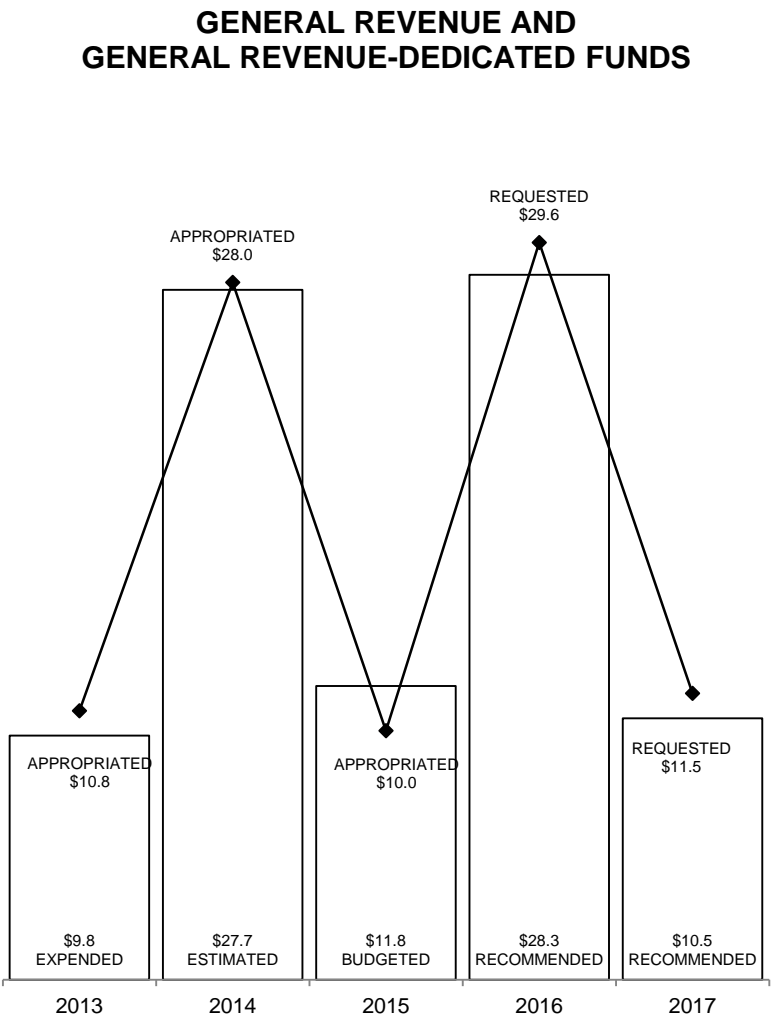 GENERAL REVENUE AND
GENERAL REVENUE-DEDICATED FUNDS
REQUESTED
$29.6
APPROPRIATED
$28.0
APPROPRIATED
$10.8
APPROPRIATED
$10.0
REQUESTED
$11.5
$9.8
EXPENDED
$27.7
ESTIMATED
$11.8
BUDGETED
$28.3
RECOMMENDED
$10.5
RECOMMENDED
2013
2014
2015
2016
2017